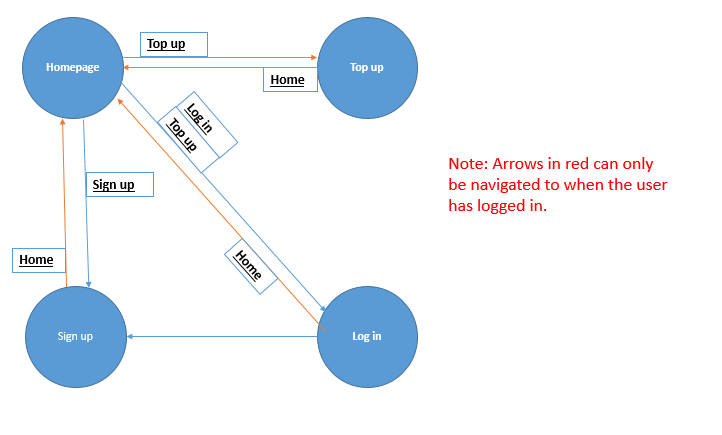 Top up
Homepage
Top up
Home
Log in
Top up
Note: Arrows in red can only
be navigated to when the user
has logged in.
Sign up
Home
Home
Sign up
Log in